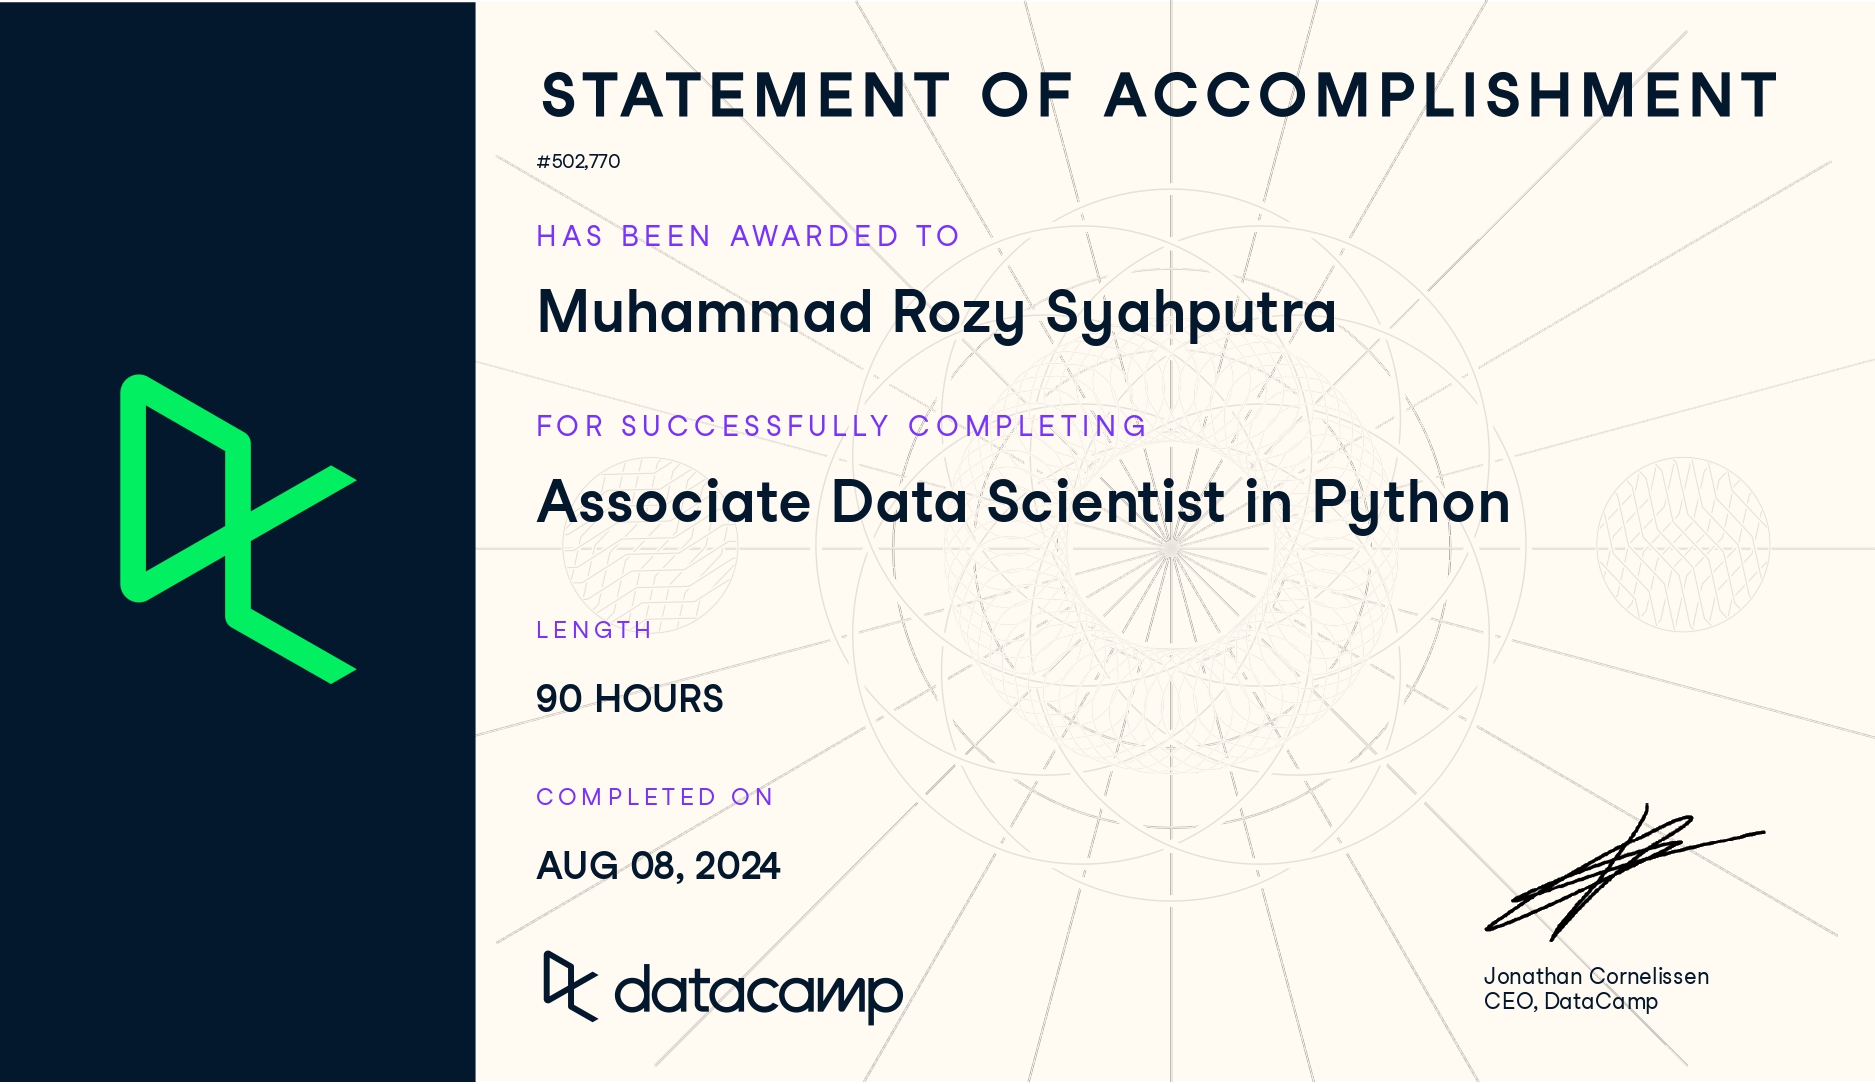 STATEMENT OF ACCOMPLISHMENT
#502,770
HAS BEEN AWARDED TO
Muhammad Rozy Syahputra
FOR SUCCESSFULLY COMPLETING
Associate Data Scientist in Python
LENGTH
90 HOURS
COMPLETED ON
AUG 08, 2024
datacamp
Jonathan Cornelissen
CEO, DataCamp